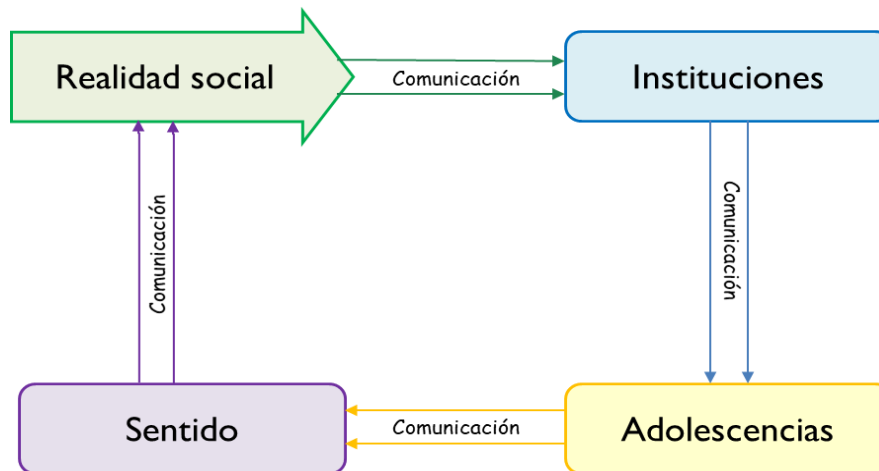 Realidad social
Comunicación
Instituciones
Comunicación
Comunicación
Sentido
Comunicación
Adolescencias